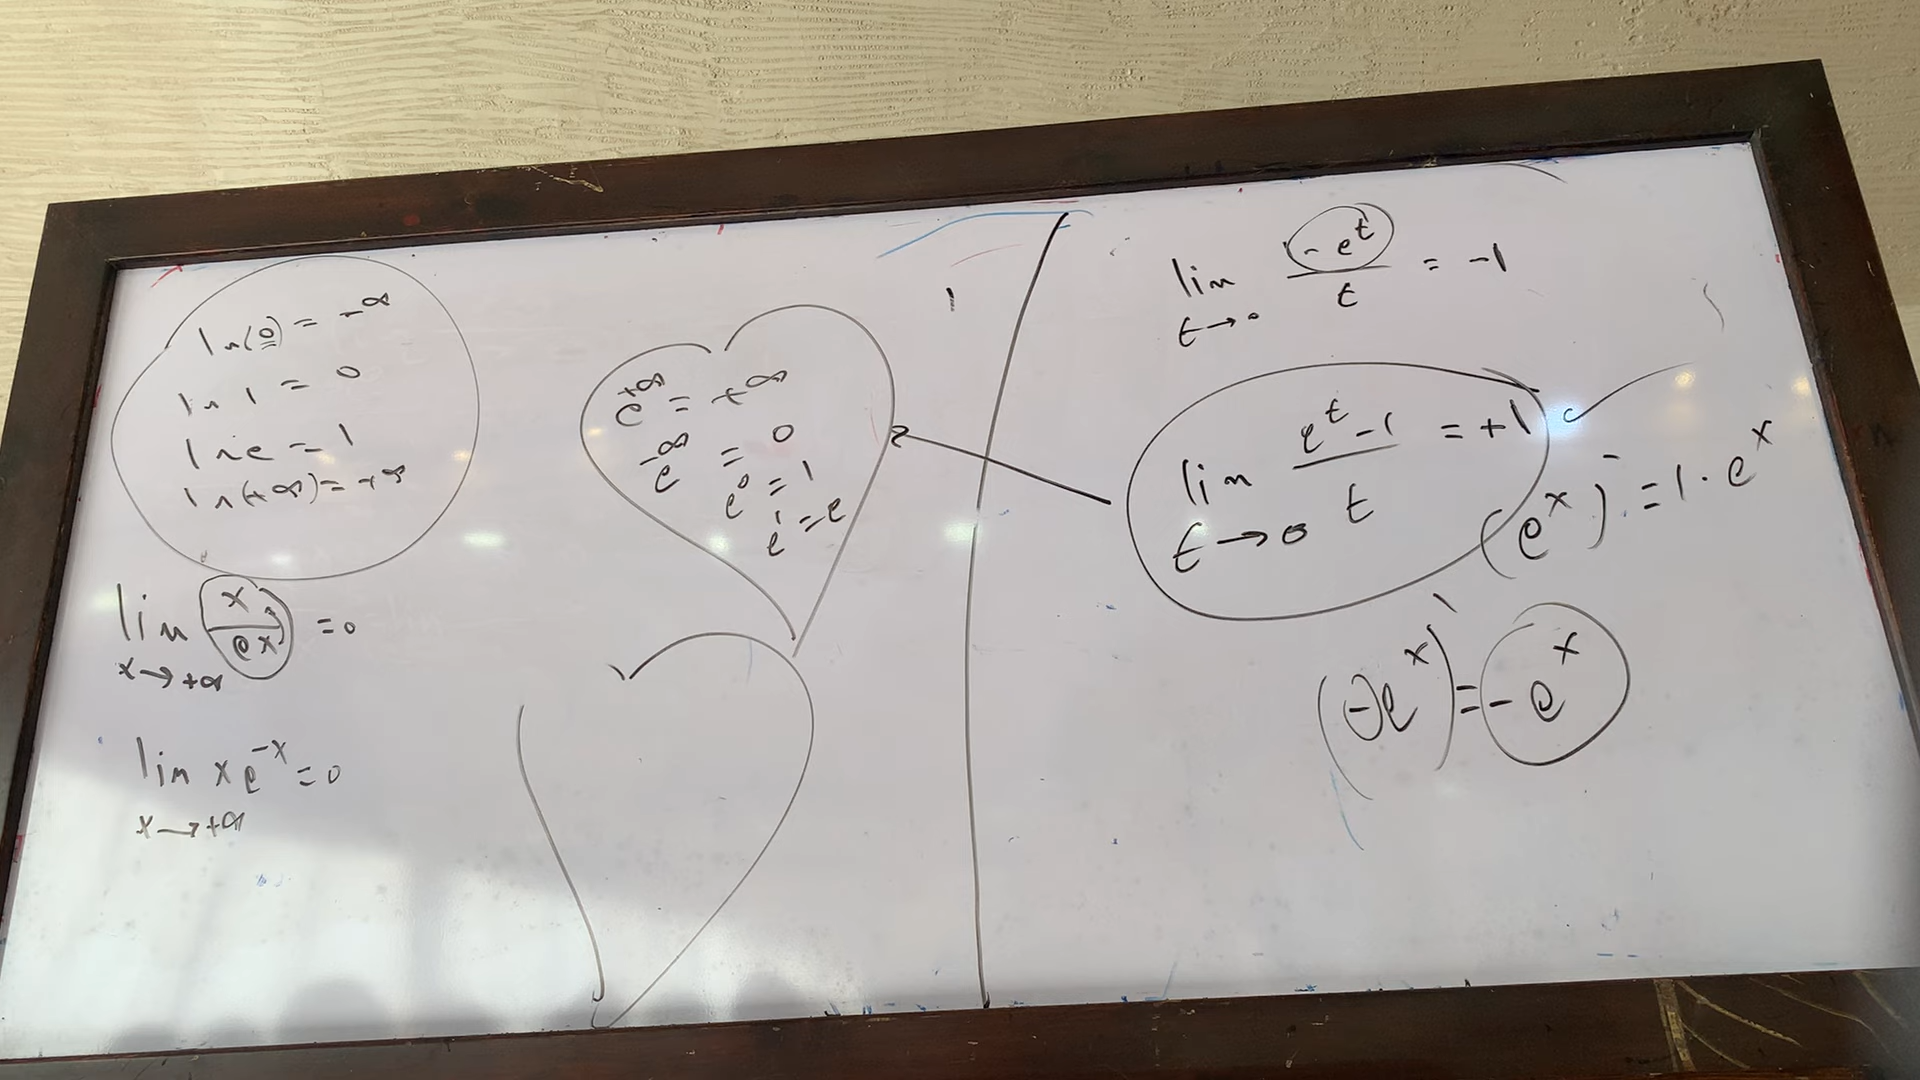 ln(0) = -∞
ln 1 = 0
ln e = 1
ln(+∞) = +∞
lim x/e^x = 0
x→+∞
lim x e^-x = 0
x→+∞
e^+∞ = +∞
e^-∞ = 0
e^0 = 1
e^1 = e
lim -e^t/t = -1
t→0
lim e^t-1/t = +1
t→0
(e^x)' = 1·e^x
(-e^x)' = -e^x